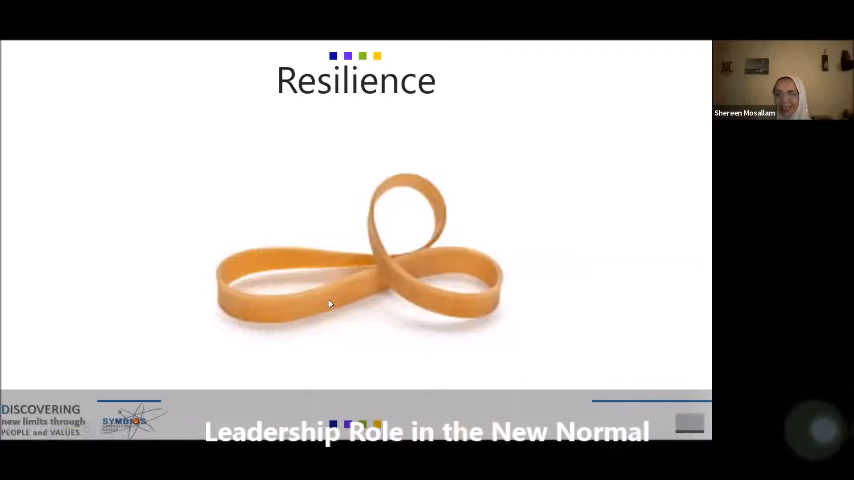 Resilience
Shereen Mosallam
DISCOVERING
new limits through
PEOPLE and VALUES
SYMBIOS
Leadership Role in the New Normal